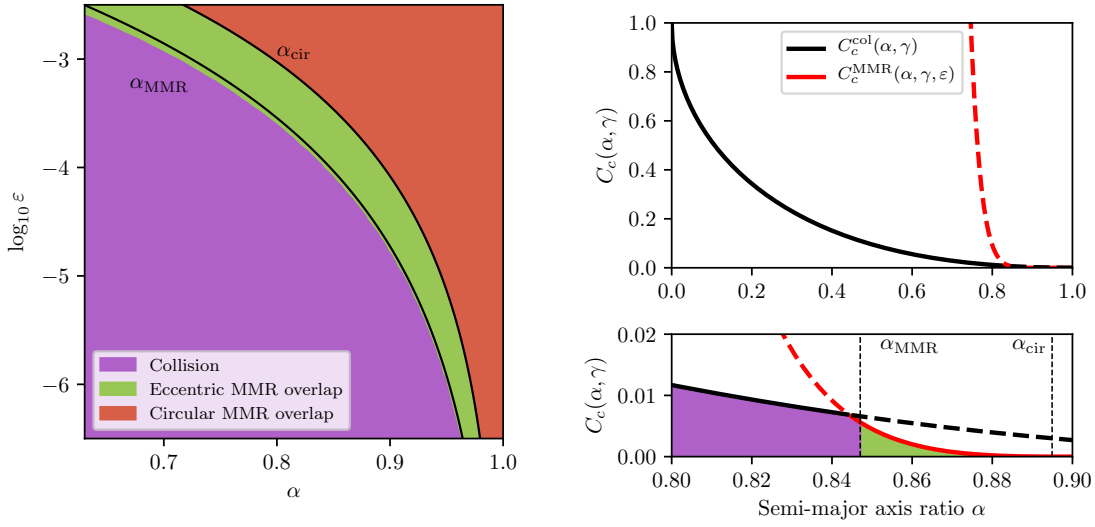 −3
−4
−5
−6
log₁₀ ε
0.7
0.8
0.9
1.0
α
α_MMR
α_cir
Collision
Eccentric MMR overlap
Circular MMR overlap
1.0
0.8
0.6
0.4
0.2
0.0
C_c(α, γ)
C_c^col(α, γ)
C_c^MMR(α, γ, ε)
0.0
0.2
0.4
0.6
0.8
1.0
0.02
0.01
0.00
C_c(α, γ)
α_MMR
α_cir
0.80
0.82
0.84
0.86
0.88
0.90
Semi-major axis ratio α